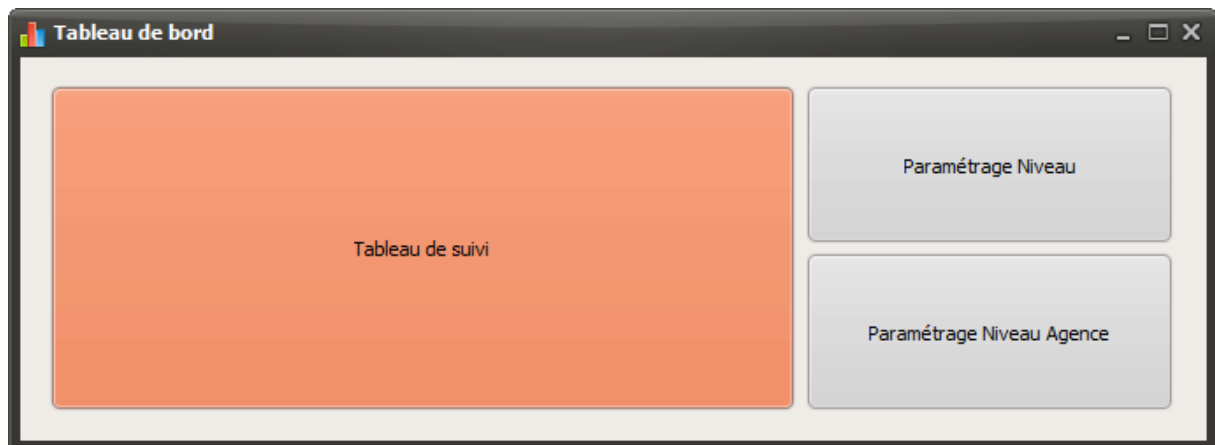 Tableau de bord
Tableau de suivi
Paramétrage Niveau
Paramétrage Niveau Agence